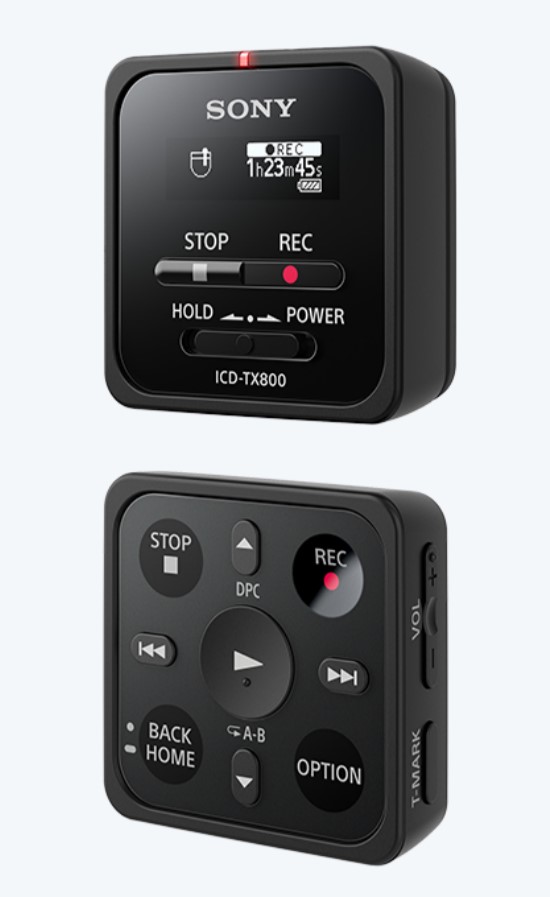 SONY
●REC
1h23m45s
STOP REC
HOLD POWER
ICD-TX800
STOP
REC
DPC
A-B
BACK
HOME
OPTION
VOL
+
-
T-MARK